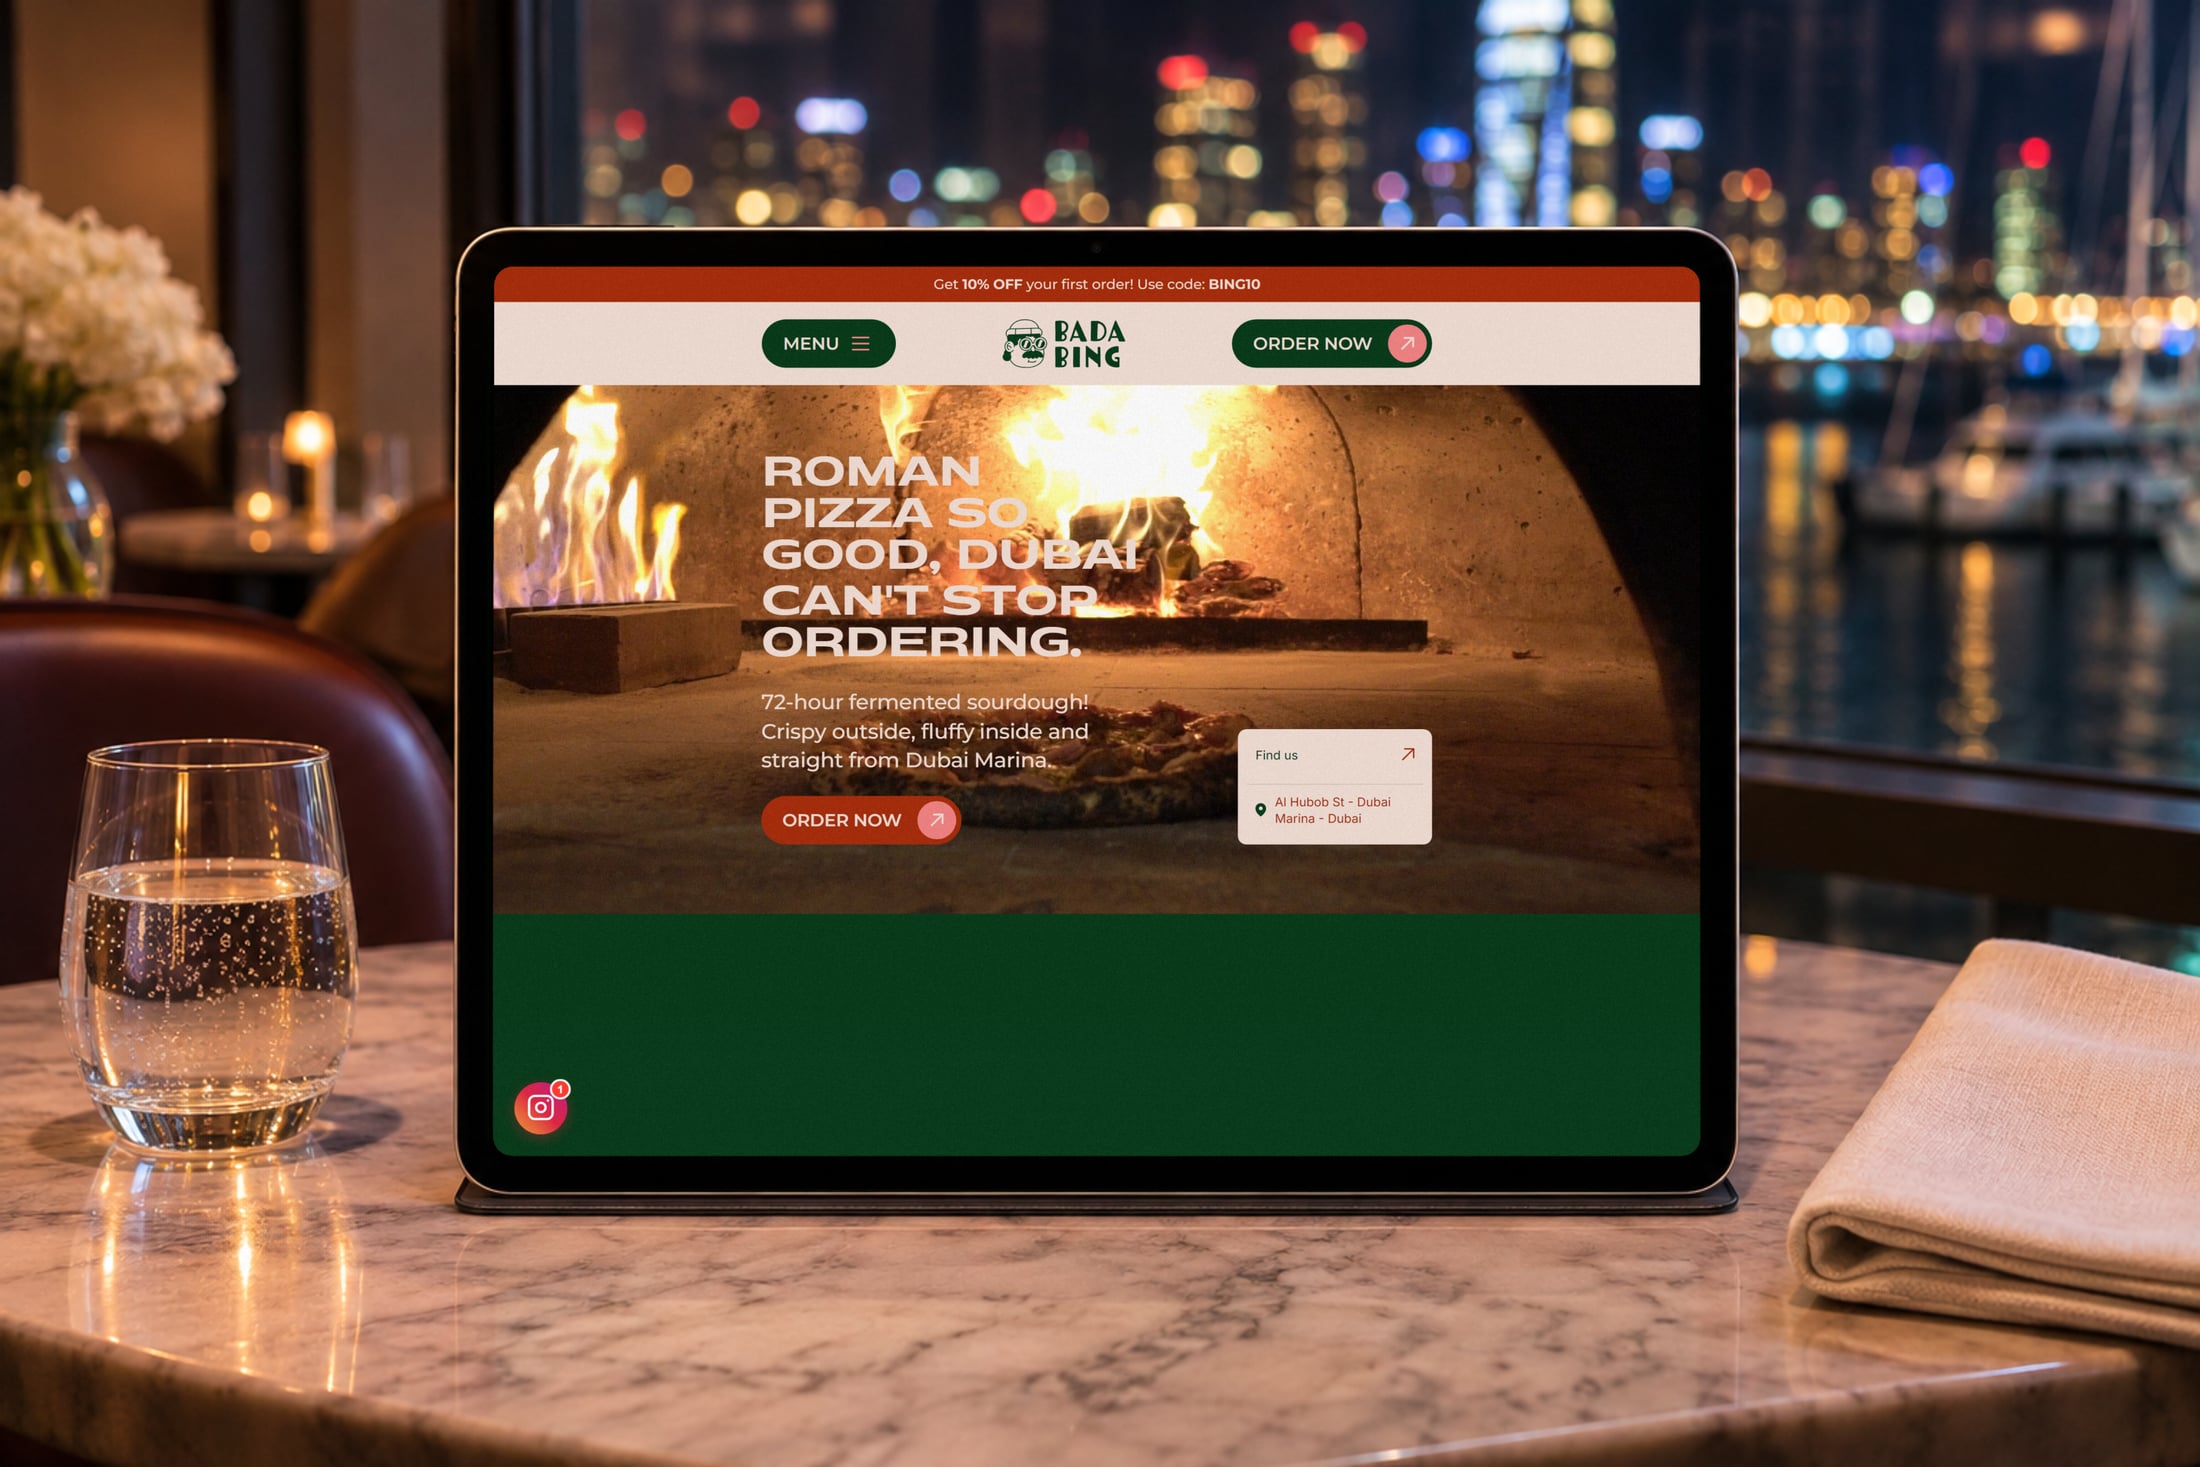 Get 10% OFF your first order! Use code: BING10
MENU
BADA
BING
ORDER NOW
ROMAN
PIZZA SO
GOOD, DUBAI
CAN'T STOP
ORDERING.
72-hour fermented sourdough!
Crispy outside, fluffy inside and
straight from Dubai Marina.
ORDER NOW
Find us
Al Hubob St - Dubai
Marina - Dubai
1